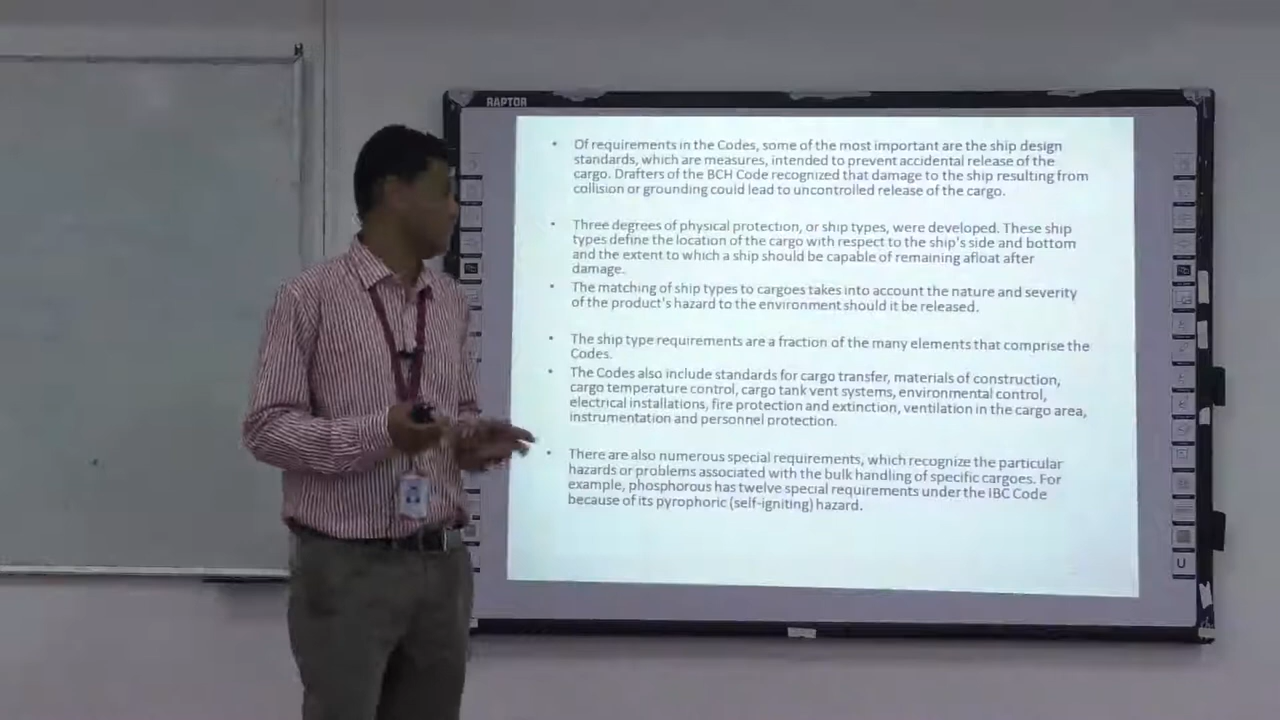 RAPTOR
• Of requirements in the Codes, some of the most important are the ship design
standards, which are measures, intended to prevent accidental release of the
cargo. Drafters of the BCH Code recognized that damage to the ship resulting from
collision or grounding could lead to uncontrolled release of the cargo.
• Three degrees of physical protection, or ship types, were developed. These ship
types define the location of the cargo with respect to the ship's side and bottom
and the extent to which a ship should be capable of remaining afloat after
damage.
• The matching of ship types to cargoes takes into account the nature and severity
of the product's hazard to the environment should it be released.
• The ship type requirements are a fraction of the many elements that comprise the
Codes.
• The Codes also include standards for cargo transfer, materials of construction,
cargo temperature control, cargo tank vent systems, environmental control,
electrical installations, fire protection and extinction, ventilation in the cargo area,
instrumentation and personnel protection.
• There are also numerous special requirements, which recognize the particular
hazards or problems associated with the bulk handling of specific cargoes. For
example, phosphorous has twelve special requirements under the IBC Code
because of its pyrophoric (self-igniting) hazard.
U